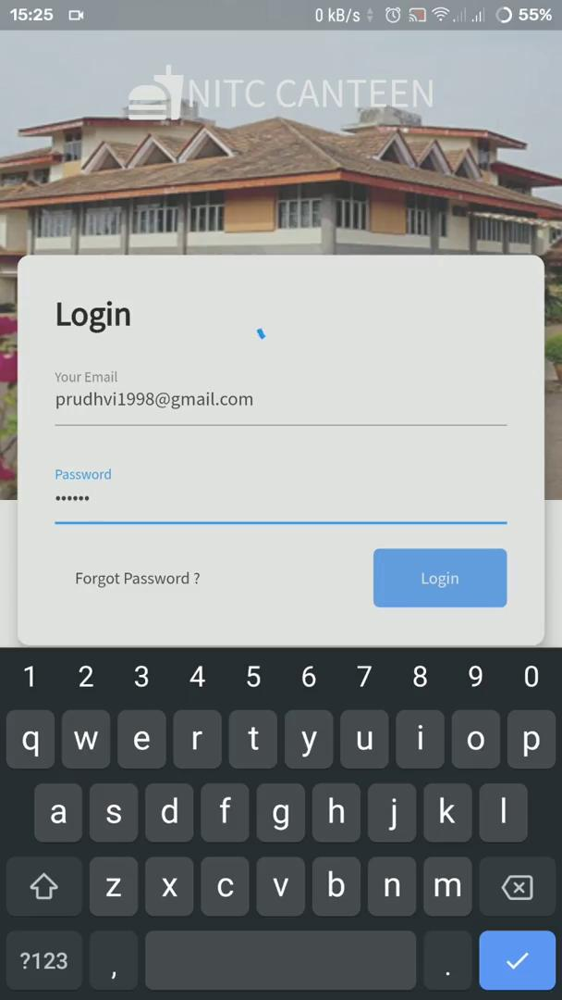 15:25 0 kB/s 55%
NITC CANTEEN
Login
Your Email
prudhvi1998@gmail.com
Password
••••••
Forgot Password ? Login
1 2 3 4 5 6 7 8 9 0
q w e r t y u i o p
a s d f g h j k l
z x c v b n m
?123 , .